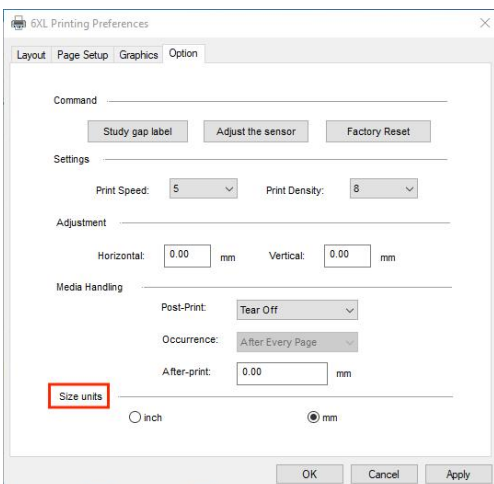 6XL Printing Preferences
Layout Page Setup Graphics Option
Command
Study gap label Adjust the sensor Factory Reset
Settings
Print Speed: 5 Print Density: 8
Adjustment
Horizontal: 0.00 mm Vertical: 0.00 mm
Media Handling
Post-Print: Tear Off
Occurrence: After Every Page
After-print: 0.00 mm
Size units
inch mm
OK Cancel Apply